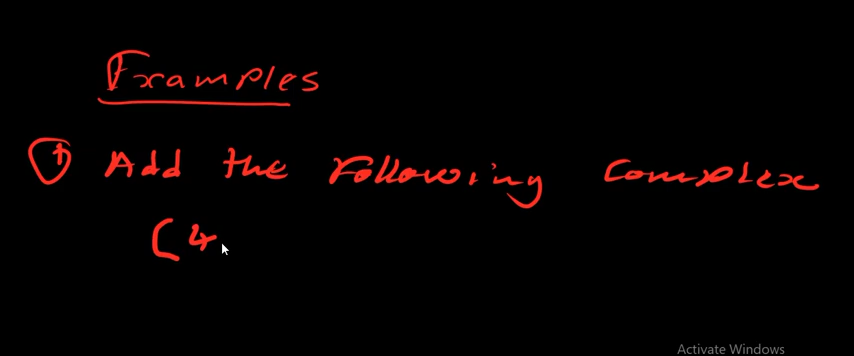 Examples
① Add the following complex
(4
Activate Windows